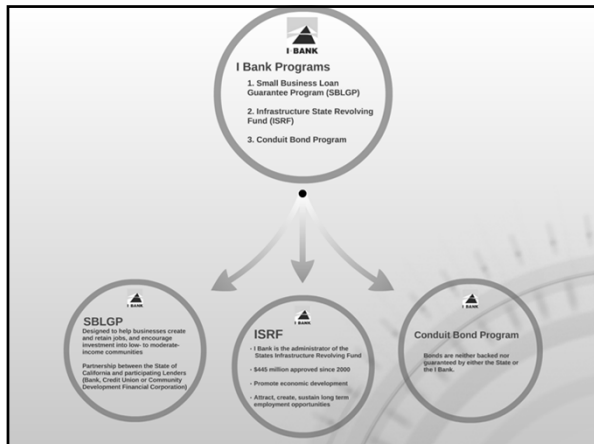 I·BANK
I Bank Programs
1. Small Business Loan
Guarantee Program (SBLGP)
2. Infrastructure State Revolving
Fund (ISRF)
3. Conduit Bond Program
I·BANK
SBLGP
Designed to help businesses create
and retain jobs, and encourage
investment into low- to moderate-
income communities
Partnership between the State of
California and participating Lenders
(Bank, Credit Union or Community
Development Financial Corporation)
I·BANK
ISRF
- I Bank is the administrator of the
States Infrastructure Revolving Fund
- $445 million approved since 2000
- Promote economic development
- Attract, create, sustain long term
employment opportunities
I·BANK
Conduit Bond Program
Bonds are neither backed nor
guaranteed by either the State or
the I Bank.